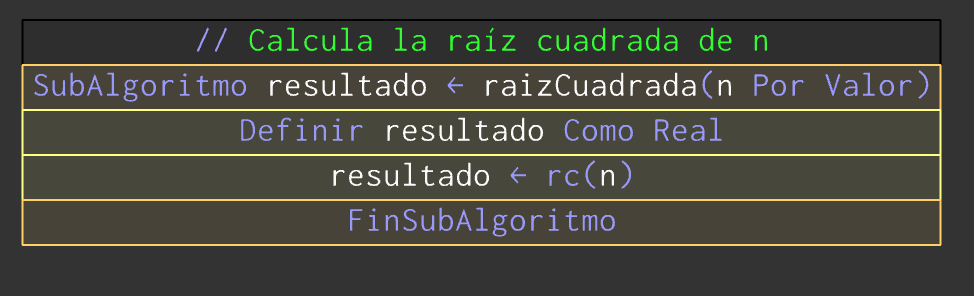 // Calcula la raíz cuadrada de n
SubAlgoritmo resultado ← raizCuadrada(n Por Valor)
Definir resultado Como Real
resultado ← rc(n)
FinSubAlgoritmo